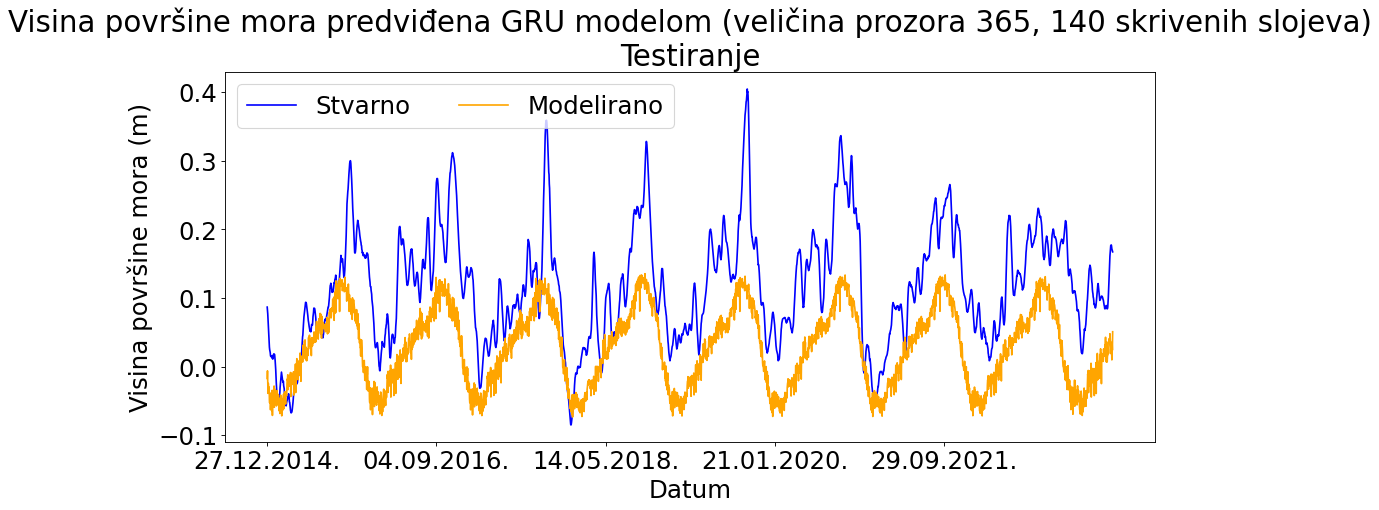 Visina površine mora predviđena GRU modelom (veličina prozora 365, 140 skrivenih slojeva)
Testiranje
Stvarno
Modelirano
Visina površine mora (m)
0.4
0.3
0.2
0.1
0.0
−0.1
27.12.2014.
04.09.2016.
14.05.2018.
21.01.2020.
29.09.2021.
Datum